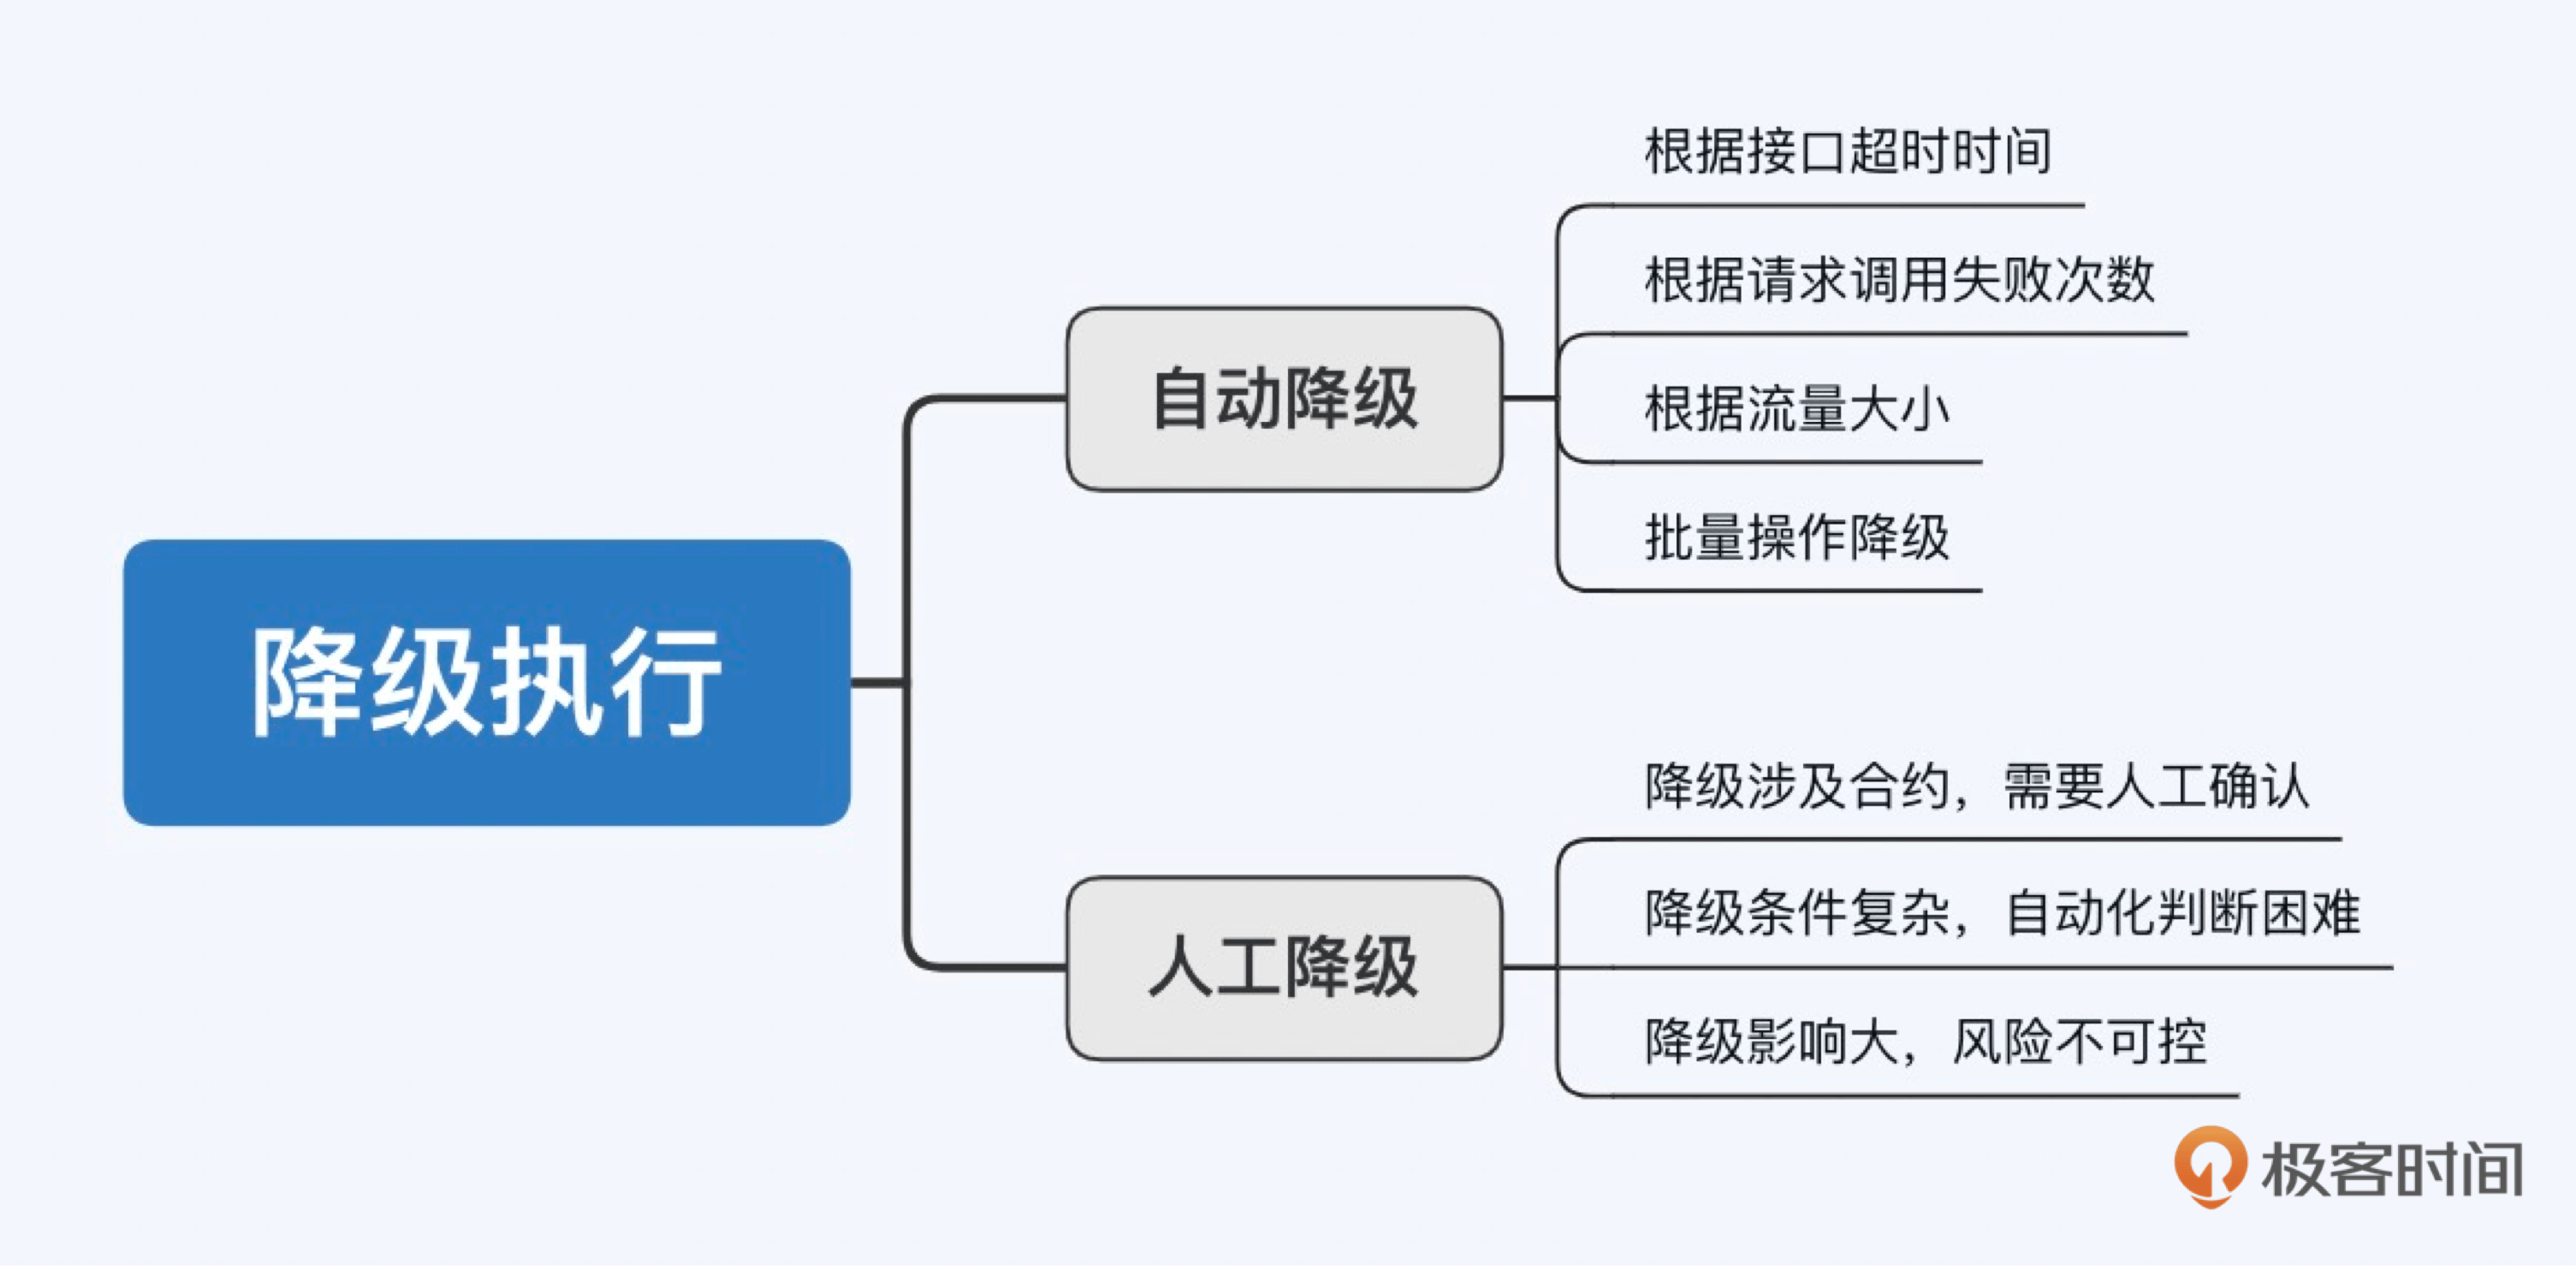 降级执行
自动降级
根据接口超时时间
根据请求调用失败次数
根据流量大小
批量操作降级
人工降级
降级涉及合约，需要人工确认
降级条件复杂，自动化判断困难
降级影响大，风险不可控
极客时间